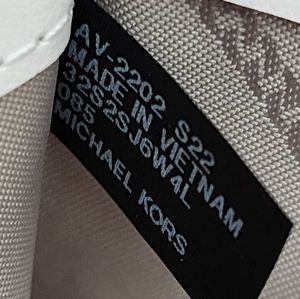 AV-2202 S22
MADE IN VIETNAM
32S2SJ6W4L
085
MICHAEL KORS